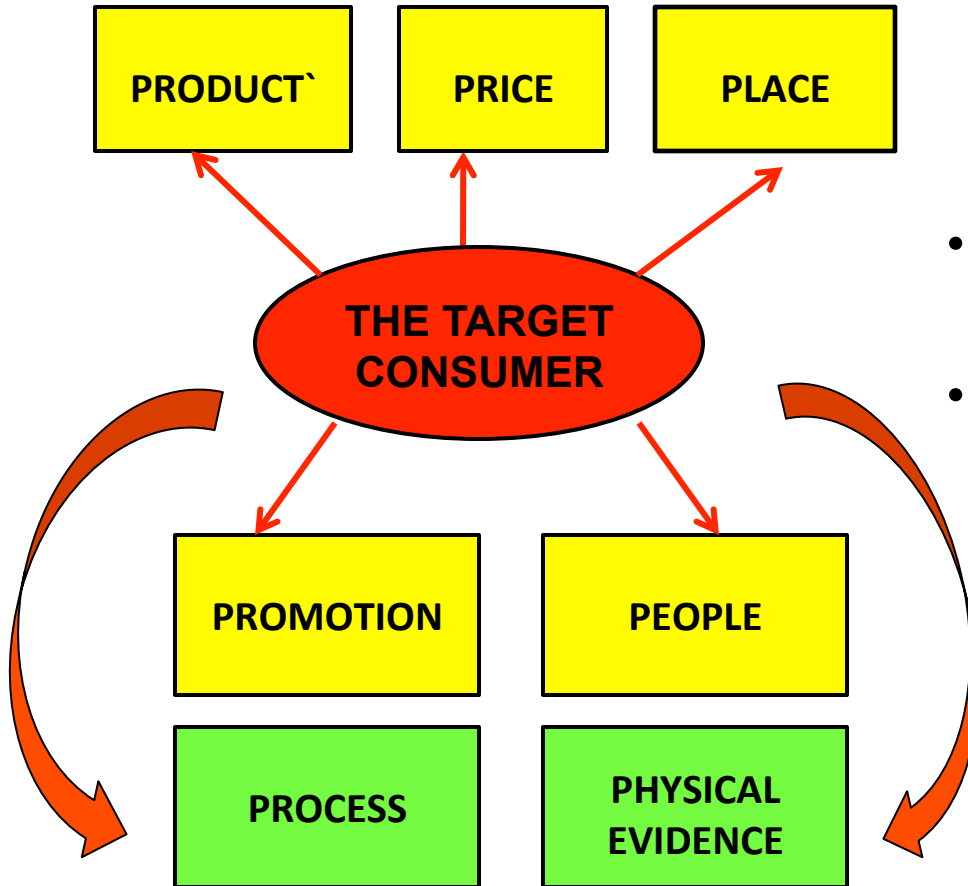 PRODUCT`
PRICE
PLACE
•
THE TARGET
CONSUMER
•
PROMOTION
PEOPLE
PROCESS
PHYSICAL
EVIDENCE